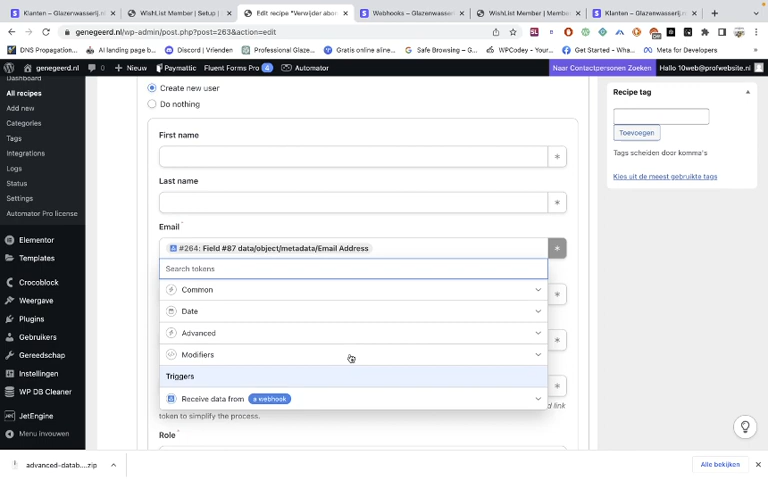 Klanten – Glazenwasserij.n
WishList Member | Setup |
Edit recipe "Verwijder abor
Webhooks – Glazenwasser
WishList Member | Membe
Klanten – Glazenwasserij.n
genegeerd.nl/wp-admin/post.php?post=263&action=edit
DNS Propagation...
AI landing page b...
Discord | Vrienden
Professional Glaze...
Gratis online aline...
Safe Browsing – G...
WPCodey – Your...
Get Started – Wha...
Meta for Developers
genegeerd.nl
0
Nieuw
Paymattic
Fluent Forms Pro 4
Automator
Naar Contactpersonen Zoeken
Hallo 10web@profwebsite.nl
Dashboard
All recipes
Add new
Categories
Tags
Integrations
Logs
Status
Settings
Automator Pro license
Elementor
Templates
Crocoblock
Weergave
Plugins
Gebruikers
Gereedschap
Instellingen
WP DB Cleaner
JetEngine
Menu invouwen
Create new user
Do nothing
First name
Last name
Email *
#264: Field #87 data/object/metadata/Email Address
Search tokens
Common
Date
Advanced
Modifiers
Triggers
Receive data from a webhook
d link
token to simplify the process.
Role *
Recipe tag
Toevoegen
Tags scheiden door komma's
Kies uit de meest gebruikte tags
advanced-datab....zip
Alle bekijken